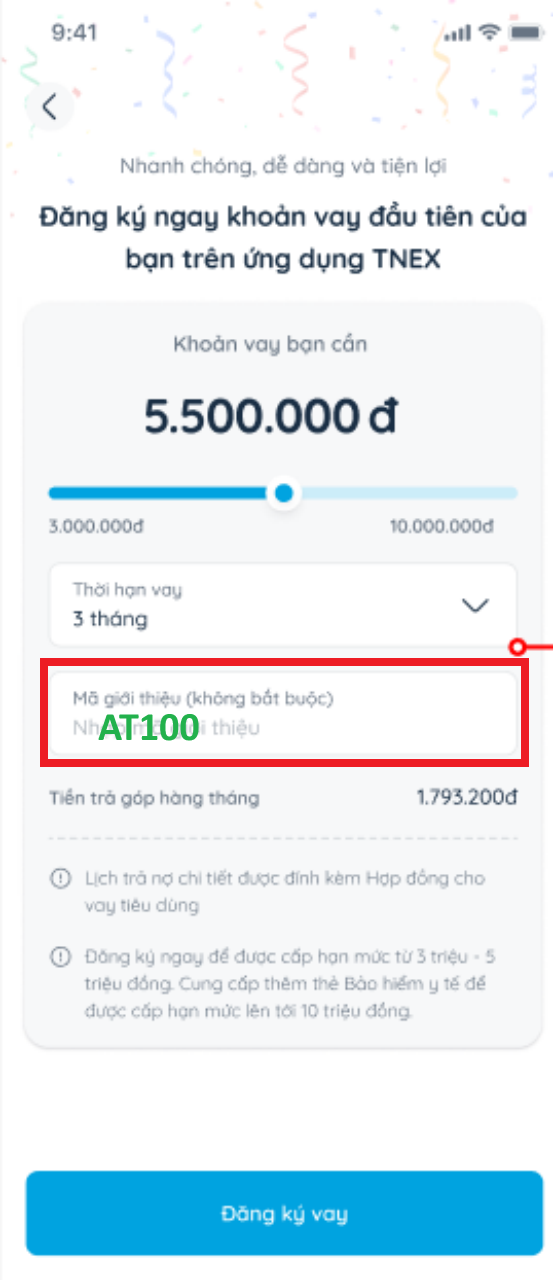 9:41
Nhanh chóng, dễ dàng và tiện lợi
Đăng ký ngay khoản vay đầu tiên của
bạn trên ứng dụng TNEX
Khoản vay bạn cần
5.500.000 đ
3.000.000đ 10.000.000đ
Thời hạn vay
3 tháng
Mã giới thiệu (không bắt buộc)
Nhập mã giới thiệu
AT100
Tiền trả góp hàng tháng 1.793.200đ
Lịch trả nợ chi tiết được đính kèm Hợp đồng cho
vay tiêu dùng
Đăng ký ngay để được cấp hạn mức từ 3 triệu - 5
triệu đồng. Cung cấp thêm thẻ Bảo hiểm y tế để
được cấp hạn mức lên tới 10 triệu đồng.
Đăng ký vay